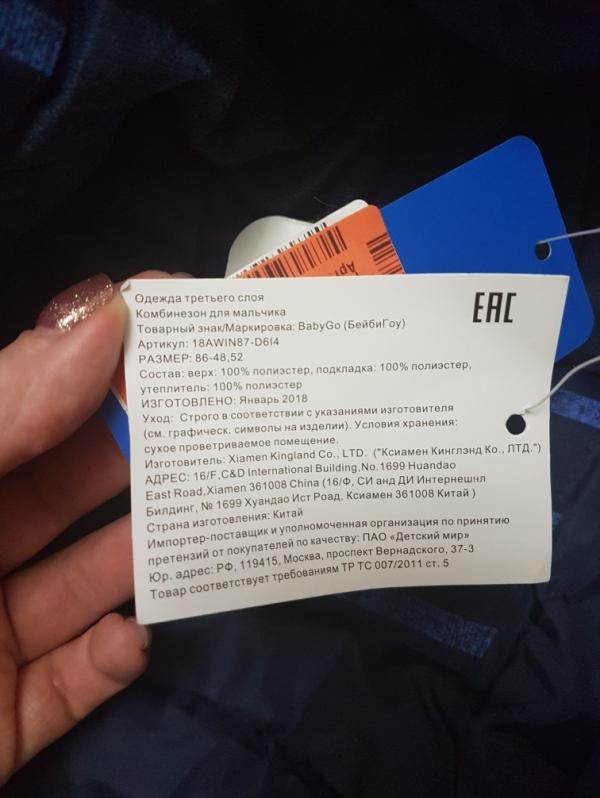 Одежда третьего слоя
Комбинезон для мальчика
Товарный знак/Маркировка: BabyGo (БейбиГоу)
Артикул: 18AWIN87-D6I4
РАЗМЕР: 86-48,52
Состав: верх: 100% полиэстер, подкладка: 100% полиэстер,
утеплитель: 100% полиэстер
ИЗГОТОВЛЕНО: Январь 2018
Уход: Строго в соответствии с указаниями изготовителя
(см. графическ. символы на изделии). Условия хранения:
сухое проветриваемое помещение.
Изготовитель: Xiamen Kingland Co., LTD. ("Ксиамен Кинглэнд Ко., ЛТД.")
АДРЕС: 16/F,C&D International Building,No.1699 Huandao
East Road,Xiamen 361008 China (16/Ф, СИ анд ДИ Интернешнл
Билдинг, № 1699 Хуандао Ист Роад, Ксиамен 361008 Китай )
Страна изготовления: Китай
Импортер-поставщик и уполномоченная организация по принятию
претензий от покупателей по качеству: ПАО «Детский мир»
Юр. адрес: РФ, 119415, Москва, проспект Вернадского, 37-3
Товар соответствует требованиям ТР ТС 007/2011 ст. 5
EAC